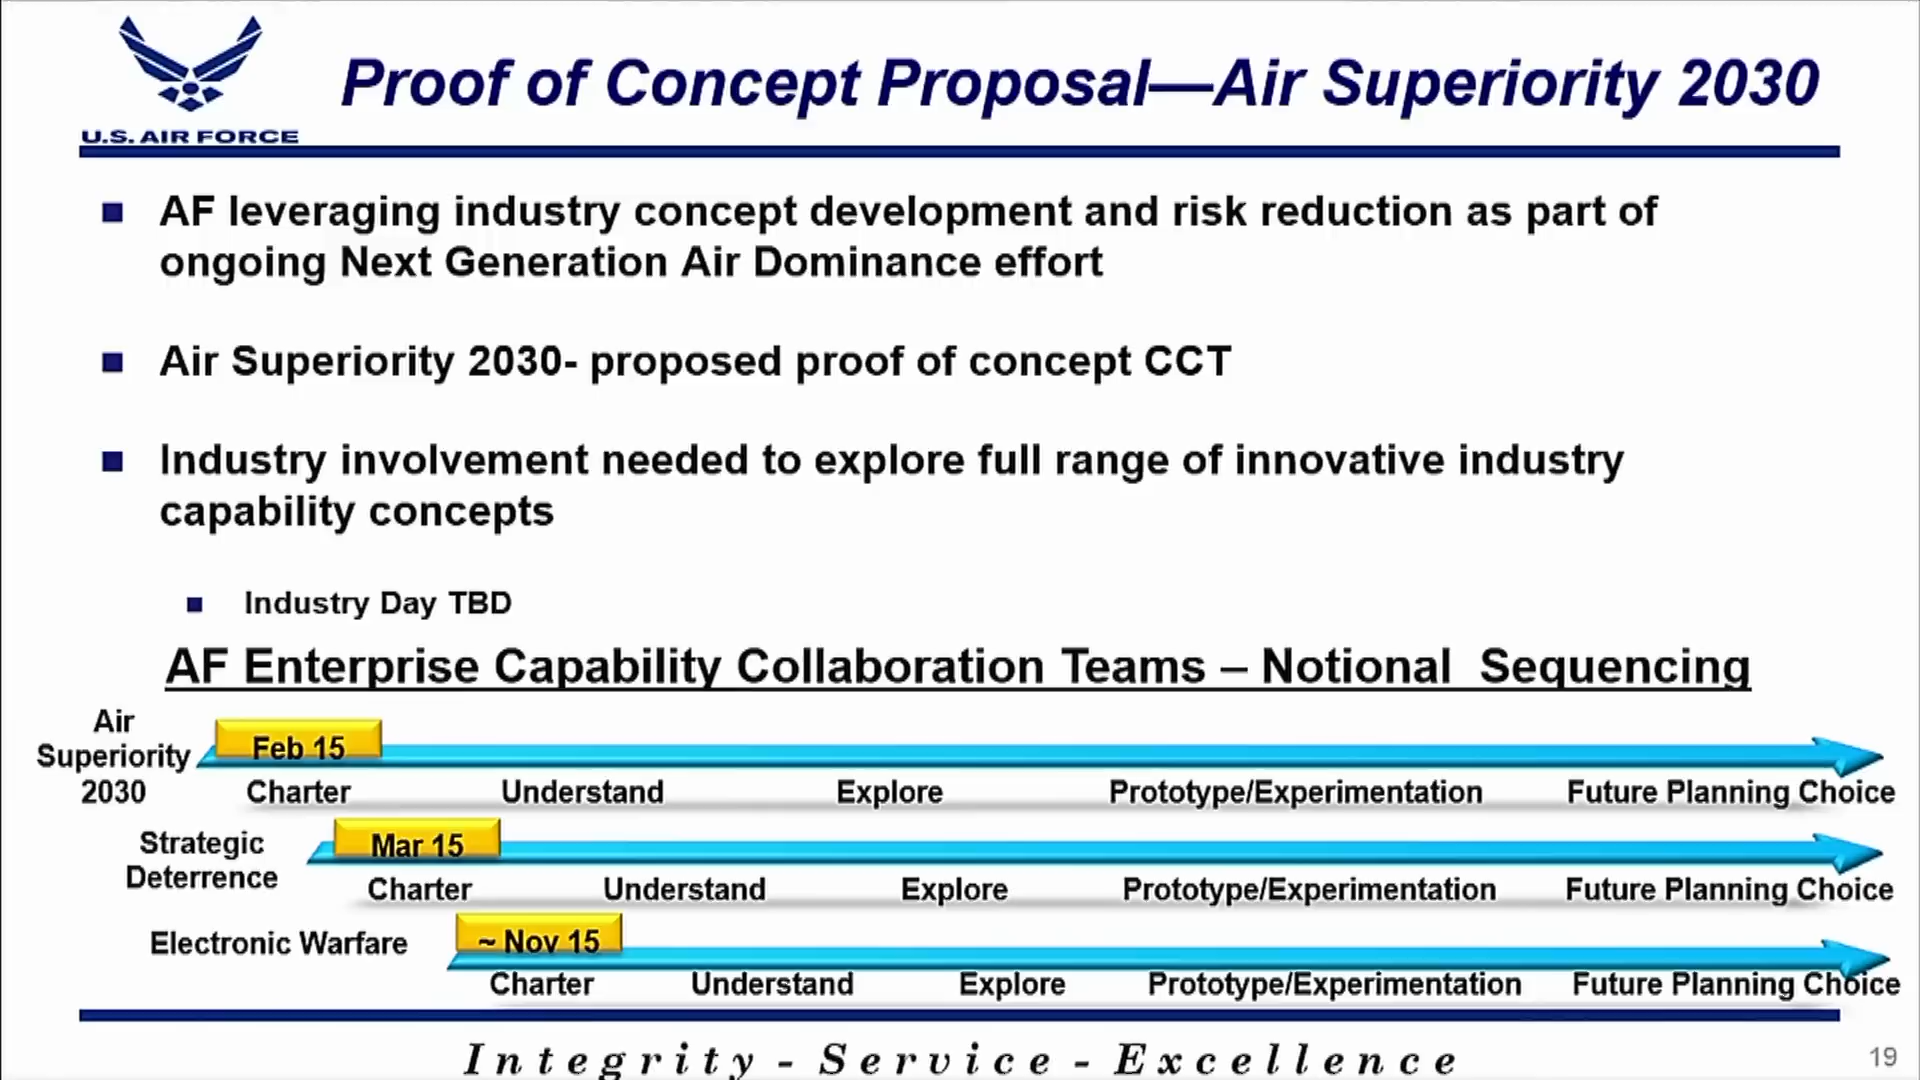 Proof of Concept Proposal—Air Superiority 2030
U.S. AIR FORCE
AF leveraging industry concept development and risk reduction as part of
ongoing Next Generation Air Dominance effort
Air Superiority 2030- proposed proof of concept CCT
Industry involvement needed to explore full range of innovative industry
capability concepts
Industry Day TBD
AF Enterprise Capability Collaboration Teams – Notional Sequencing
Air
Superiority
2030
Feb 15
Charter Understand Explore Prototype/Experimentation Future Planning Choice
Strategic
Deterrence
Mar 15
Charter Understand Explore Prototype/Experimentation Future Planning Choice
Electronic Warfare
~ Nov 15
Charter Understand Explore Prototype/Experimentation Future Planning Choice
Integrity - Service - Excellence
19